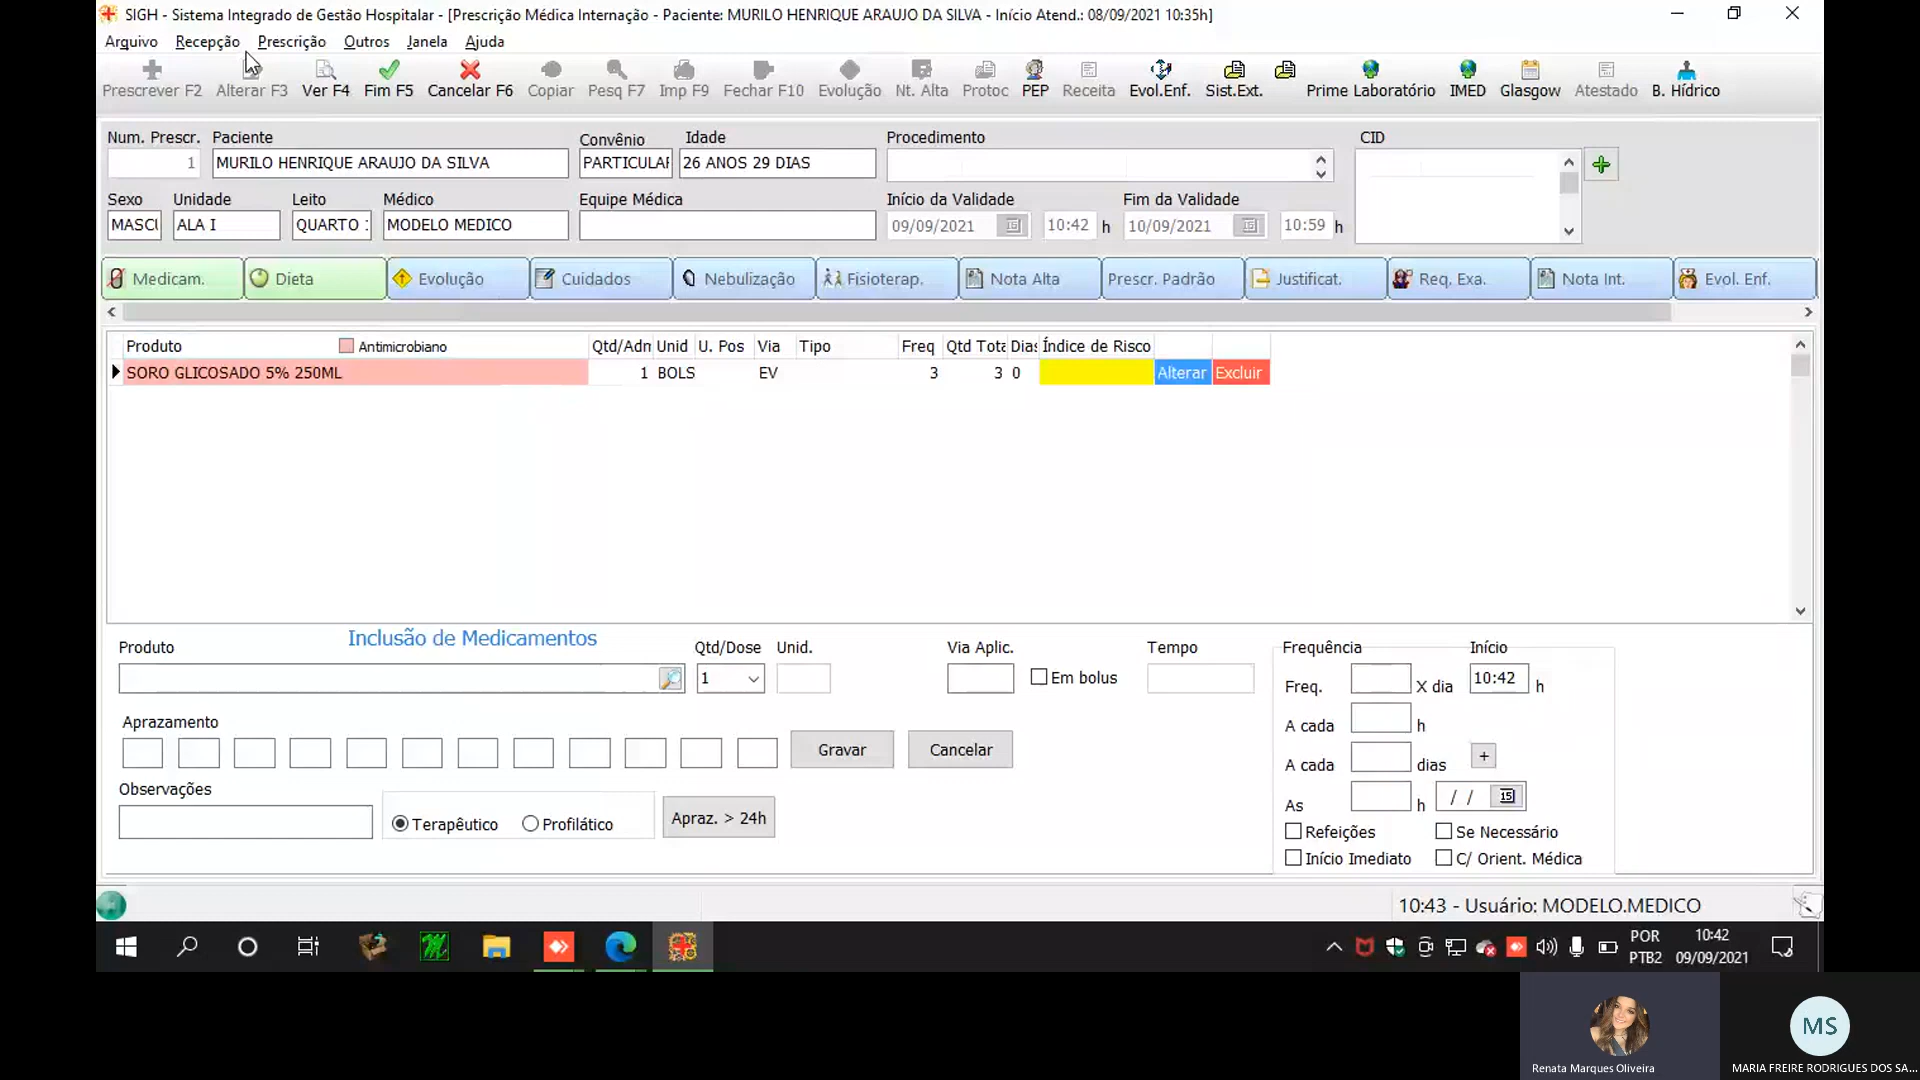 SIGH - Sistema Integrado de Gestão Hospitalar - [Prescrição Médica Internação - Paciente: MURILO HENRIQUE ARAUJO DA SILVA - Início Atend.: 08/09/2021 10:35h]
Arquivo Recepção Prescrição Outros Janela Ajuda
Prescrever F2 Alterar F3 Ver F4 Fim F5 Cancelar F6 Copiar Pesq F7 Imp F9 Fechar F10 Evolução Nt. Alta Protoc PEP Receita Evol.Enf. Sist.Ext. Prime Laboratório IMED Glasgow Atestado B. Hídrico
Num. Prescr. Paciente Convênio Idade Procedimento CID
1 MURILO HENRIQUE ARAUJO DA SILVA PARTICULAR 26 ANOS 29 DIAS
Sexo Unidade Leito Médico Equipe Médica Início da Validade Fim da Validade
MASCU ALA I QUARTO MODELO MEDICO 09/09/2021 15 10:42 h 10/09/2021 15 10:59 h
Medicam. Dieta Evolução Cuidados Nebulização Fisioterap. Nota Alta Prescr. Padrão Justificat. Req. Exa. Nota Int. Evol. Enf.
Produto Antimicrobiano Qtd/Adm Unid U. Pos Via Tipo Freq Qtd Tota Dias Índice de Risco
SORO GLICOSADO 5% 250ML 1 BOLS EV 3 3 0 Alterar Excluir
Inclusão de Medicamentos
Produto Qtd/Dose Unid. Via Aplic. Tempo Frequência Início
1 Em bolus Freq. X dia 10:42 h
A cada h
Aprazamento
Gravar Cancelar A cada dias +
Observações As h / / 15
Terapêutico Profilático Apraz. > 24h
Refeições Se Necessário
Início Imediato C/ Orient. Médica
10:43 - Usuário: MODELO.MEDICO
POR
PTB2
10:42
09/09/2021
MS
Renata Marques Oliveira MARIA FREIRE RODRIGUES DOS SA...